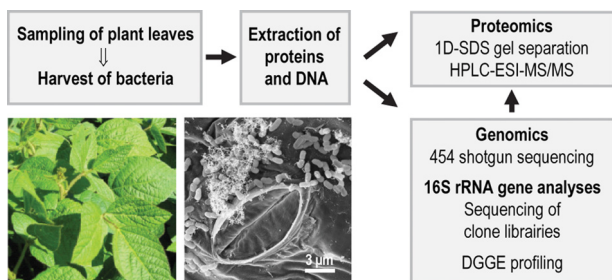 Sampling of plant leaves
⇓
Harvest of bacteria
Extraction of
proteins
and DNA
Proteomics
1D-SDS gel separation
HPLC-ESI-MS/MS
Genomics
454 shotgun sequencing
16S rRNA gene analyses
Sequencing of
clone librairies
DGGE profiling
3 µm